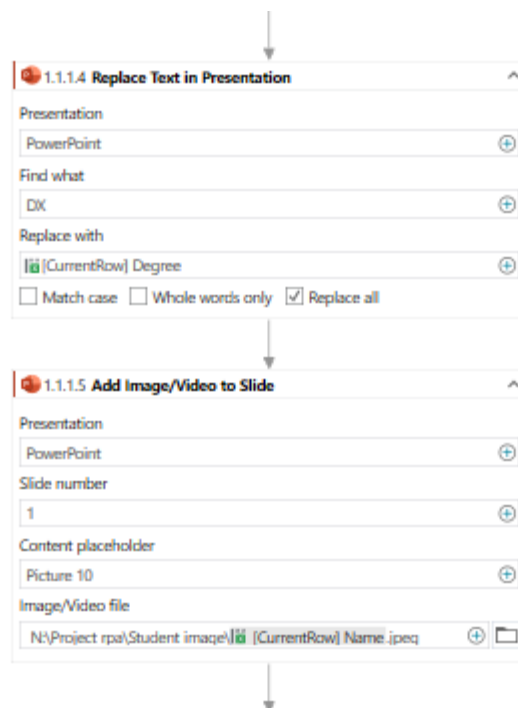 1.1.1.4 Replace Text in Presentation
Presentation
PowerPoint
Find what
DX
Replace with
[CurrentRow] Degree
Match case Whole words only Replace all
1.1.1.5 Add Image/Video to Slide
Presentation
PowerPoint
Slide number
1
Content placeholder
Picture 10
Image/Video file
N:\Project rpa\Student image\ [CurrentRow] Name .jpeg